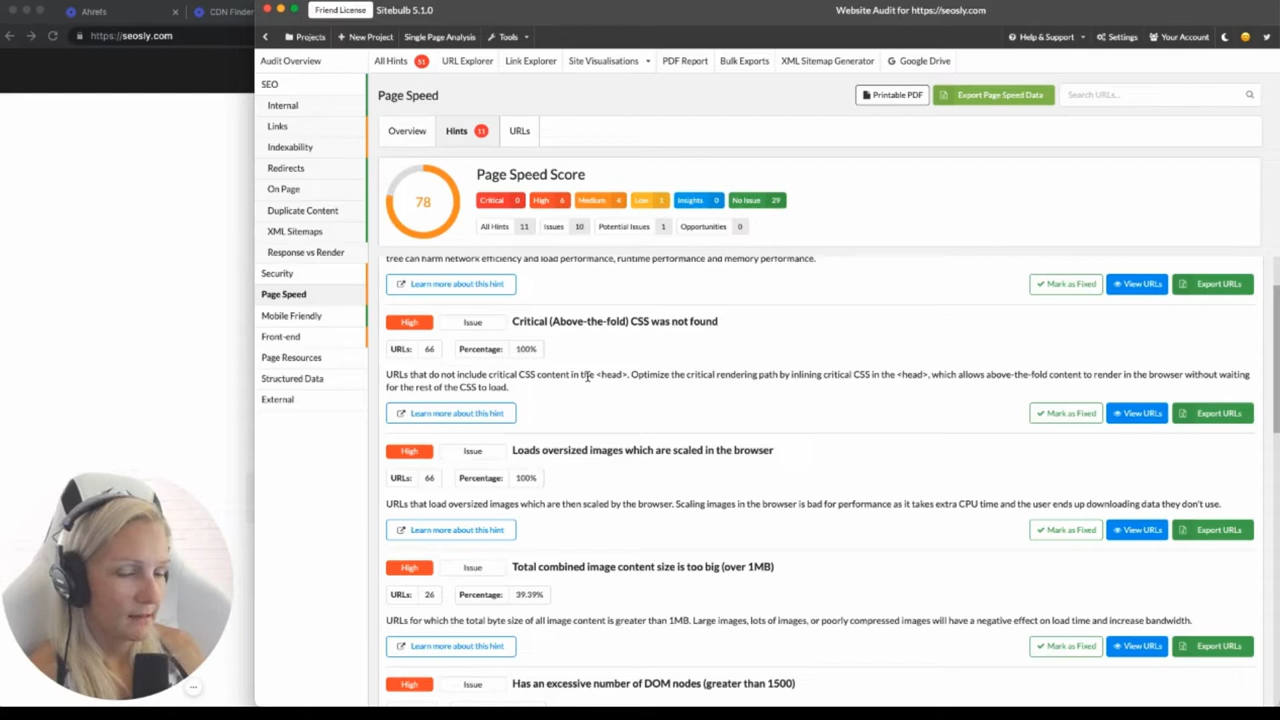 Ahrefs
CDN Finder
https://seosly.com
Friend License
Sitebulb 5.1.0
Website Audit for https://seosly.com
Projects
New Project
Single Page Analysis
Tools
Help & Support
Settings
Your Account
Audit Overview
All Hints 51
URL Explorer
Link Explorer
Site Visualisations
PDF Report
Bulk Exports
XML Sitemap Generator
Google Drive
SEO
Internal
Links
Indexability
Redirects
On Page
Duplicate Content
XML Sitemaps
Response vs Render
Security
Page Speed
Mobile Friendly
Front-end
Page Resources
Structured Data
External
Page Speed
Printable PDF
Export Page Speed Data
Search URLs...
Overview
Hints 11
URLs
78
Page Speed Score
Critical 0
High 6
Medium 4
Low 1
Insights 0
No Issue 29
All Hints 11
Issues 10
Potential Issues 1
Opportunities 0
tree can harm network efficiency and load performance, runtime performance and memory performance.
Learn more about this hint
Mark as Fixed
View URLs
Export URLs
High
Issue
Critical (Above-the-fold) CSS was not found
URLs: 66
Percentage: 100%
URLs that do not include critical CSS content in the <head>. Optimize the critical rendering path by inlining critical CSS in the <head>, which allows above-the-fold content to render in the browser without waiting
for the rest of the CSS to load.
Learn more about this hint
Mark as Fixed
View URLs
Export URLs
High
Issue
Loads oversized images which are scaled in the browser
URLs: 66
Percentage: 100%
URLs that load oversized images which are then scaled by the browser. Scaling images in the browser is bad for performance as it takes extra CPU time and the user ends up downloading data they don't use.
Learn more about this hint
Mark as Fixed
View URLs
Export URLs
High
Issue
Total combined image content size is too big (over 1MB)
URLs: 26
Percentage: 39.39%
URLs for which the total byte size of all image content is greater than 1MB. Large images, lots of images, or poorly compressed images will have a negative effect on load time and increase bandwidth.
Learn more about this hint
Mark as Fixed
View URLs
Export URLs
High
Issue
Has an excessive number of DOM nodes (greater than 1500)